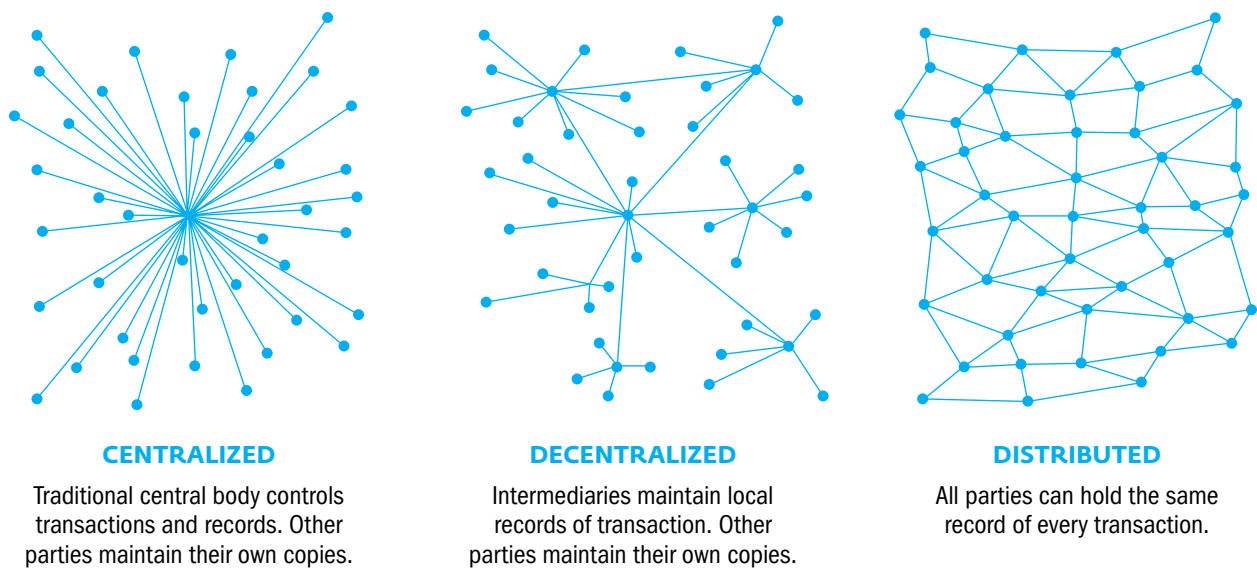 CENTRALIZED
Traditional central body controls
transactions and records. Other
parties maintain their own copies.
DECENTRALIZED
Intermediaries maintain local
records of transaction. Other
parties maintain their own copies.
DISTRIBUTED
All parties can hold the same
record of every transaction.